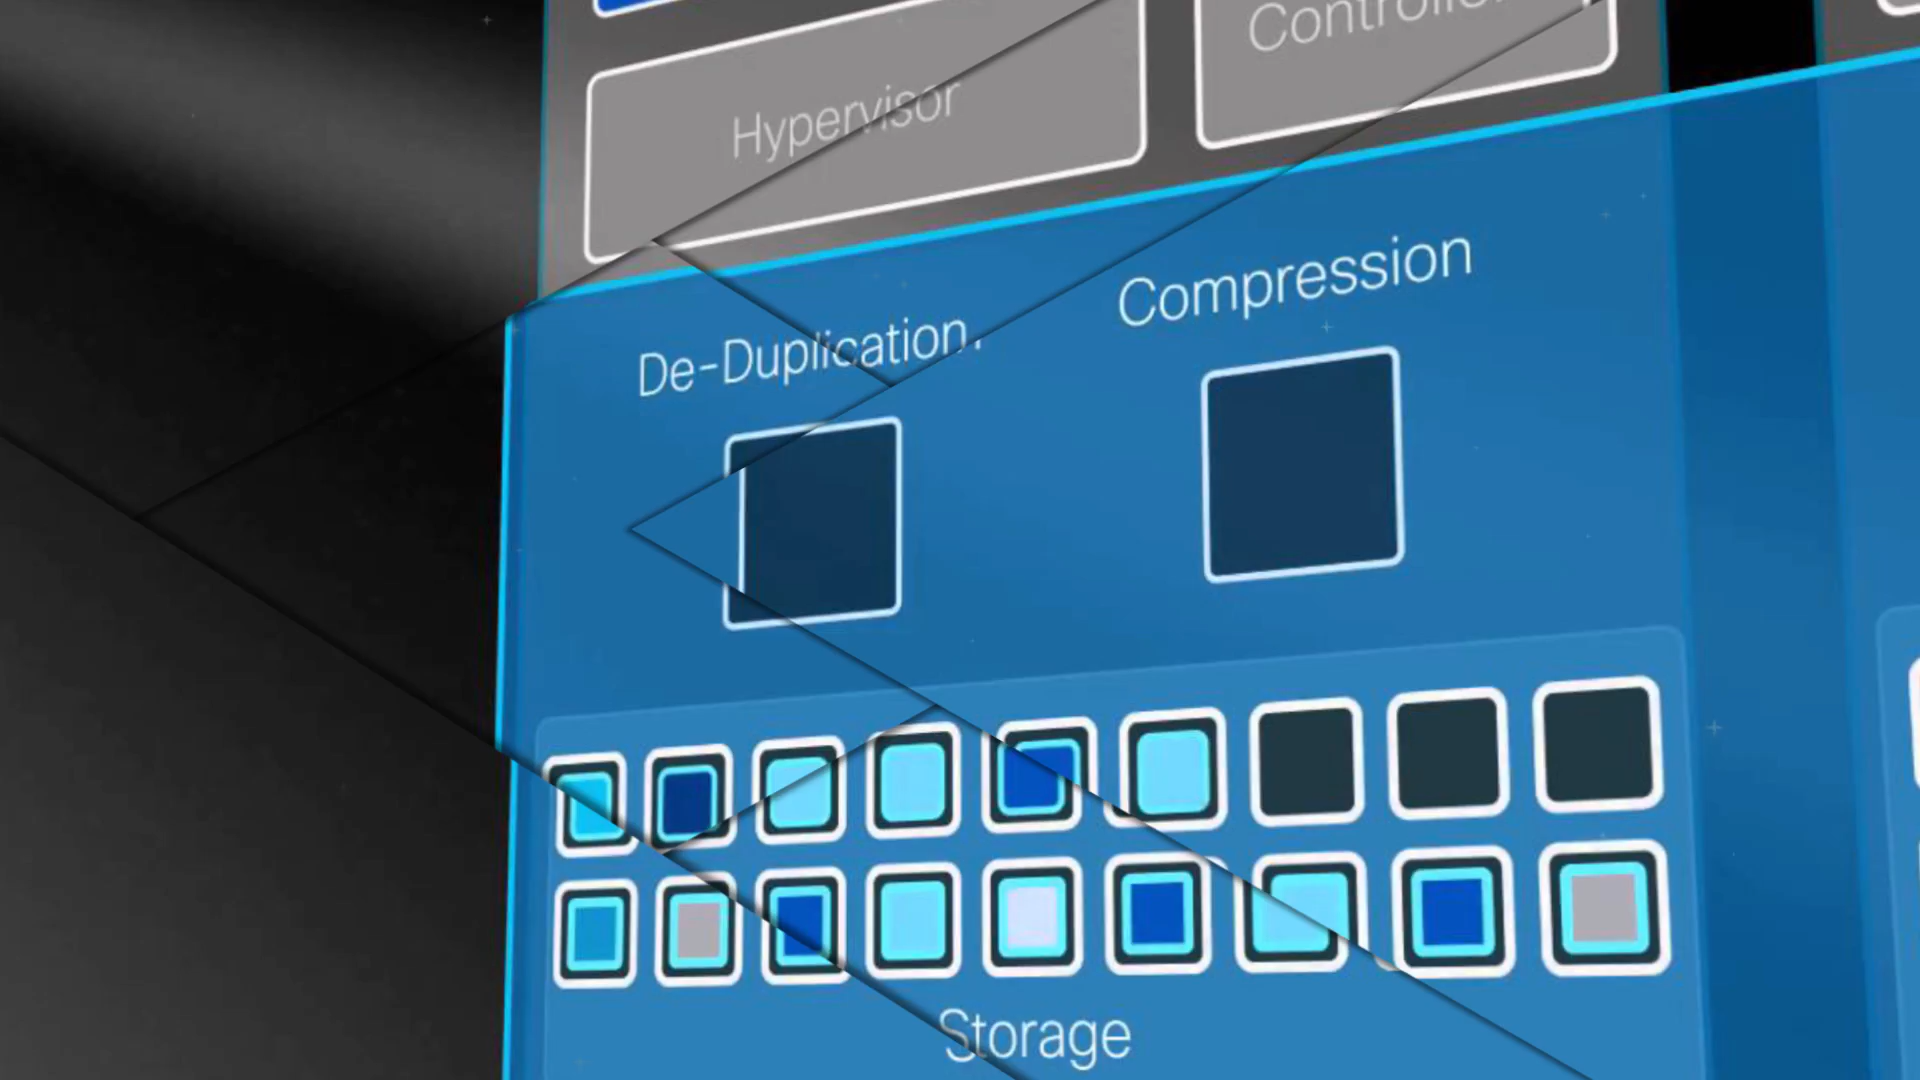 Hypervisor
De-Duplication
Compression
Storage